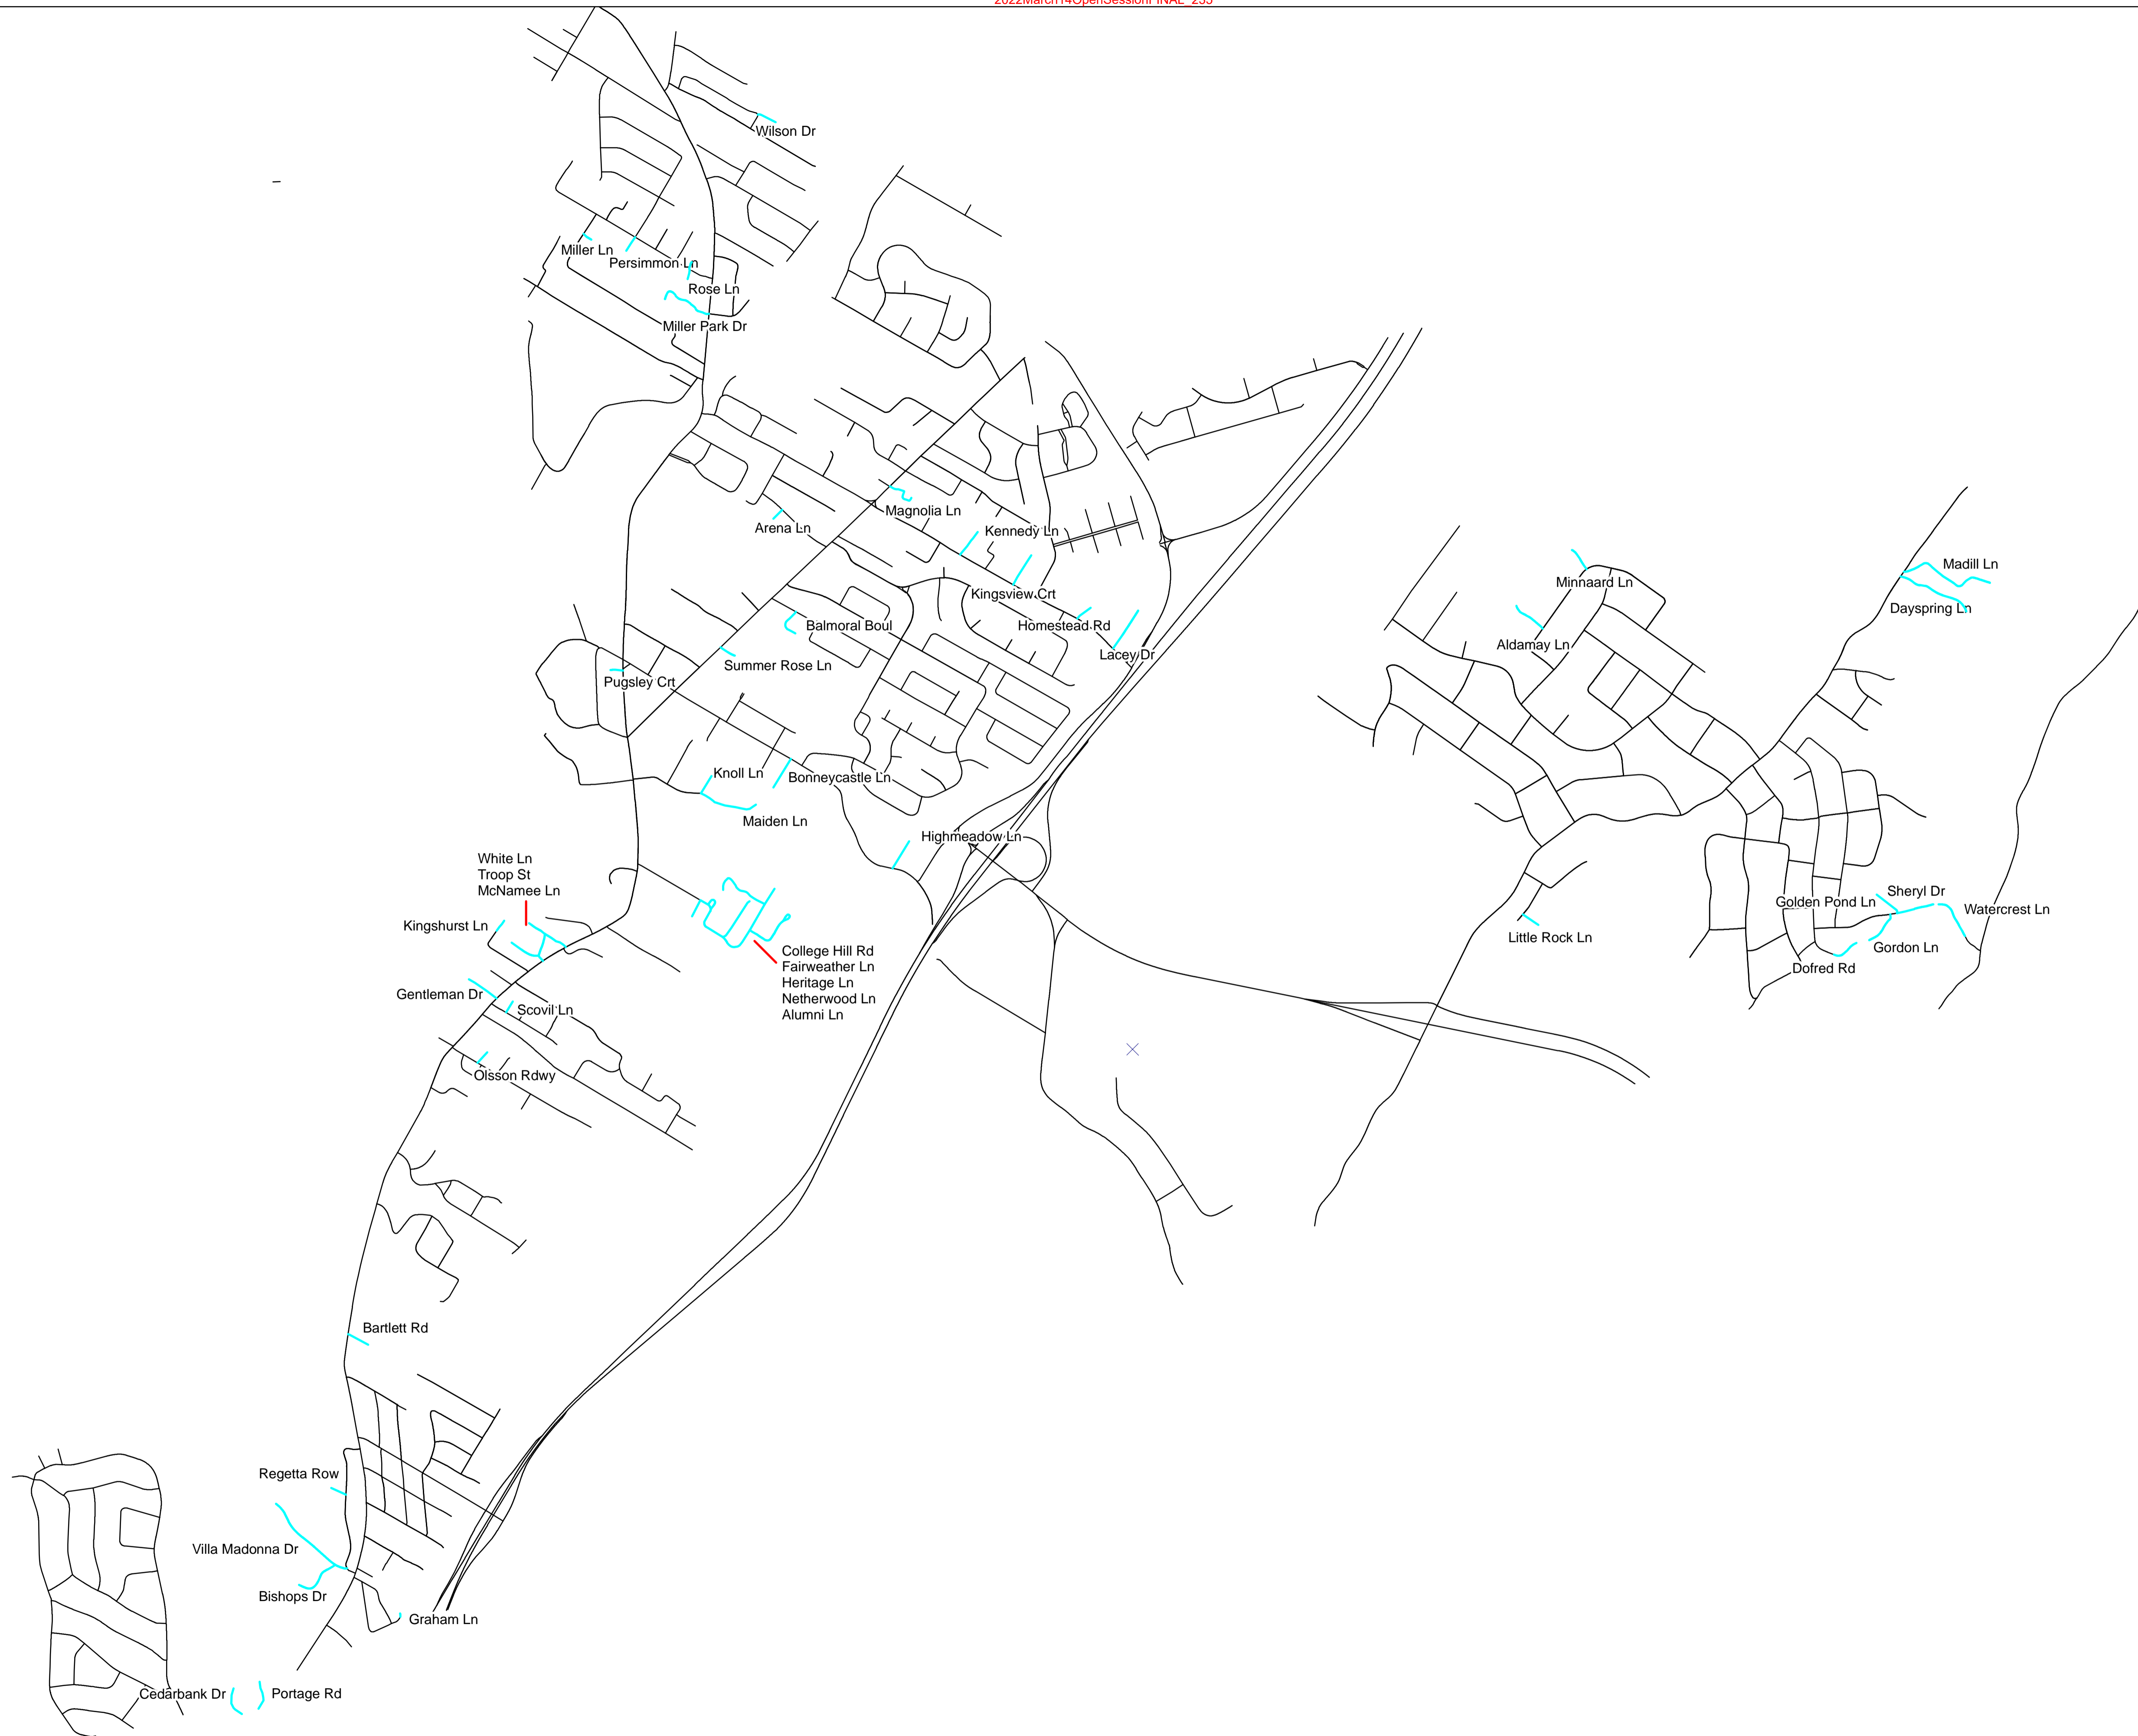 2022March14OpenSessionFINAL_235
Wilson Dr
Miller Ln
Persimmon Ln
Rose Ln
Miller Park Dr
Magnolia Ln
Arena Ln
Kennedy Ln
Kingsview Crt
Homestead Rd
Balmoral Boul
Lacey Dr
Summer Rose Ln
Pugsley Crt
Minnaard Ln
Madill Ln
Dayspring Ln
Aldamay Ln
Knoll Ln
Bonneycastle Ln
Maiden Ln
Highmeadow Ln
White Ln
Troop St
McNamee Ln
Kingshurst Ln
College Hill Rd
Fairweather Ln
Heritage Ln
Netherwood Ln
Alumni Ln
Sheryl Dr
Golden Pond Ln
Watercrest Ln
Little Rock Ln
Gordon Ln
Dofred Rd
Gentleman Dr
Scovil Ln
Olsson Rdwy
Bartlett Rd
Regetta Row
Villa Madonna Dr
Bishops Dr
Graham Ln
Cedarbank Dr
Portage Rd